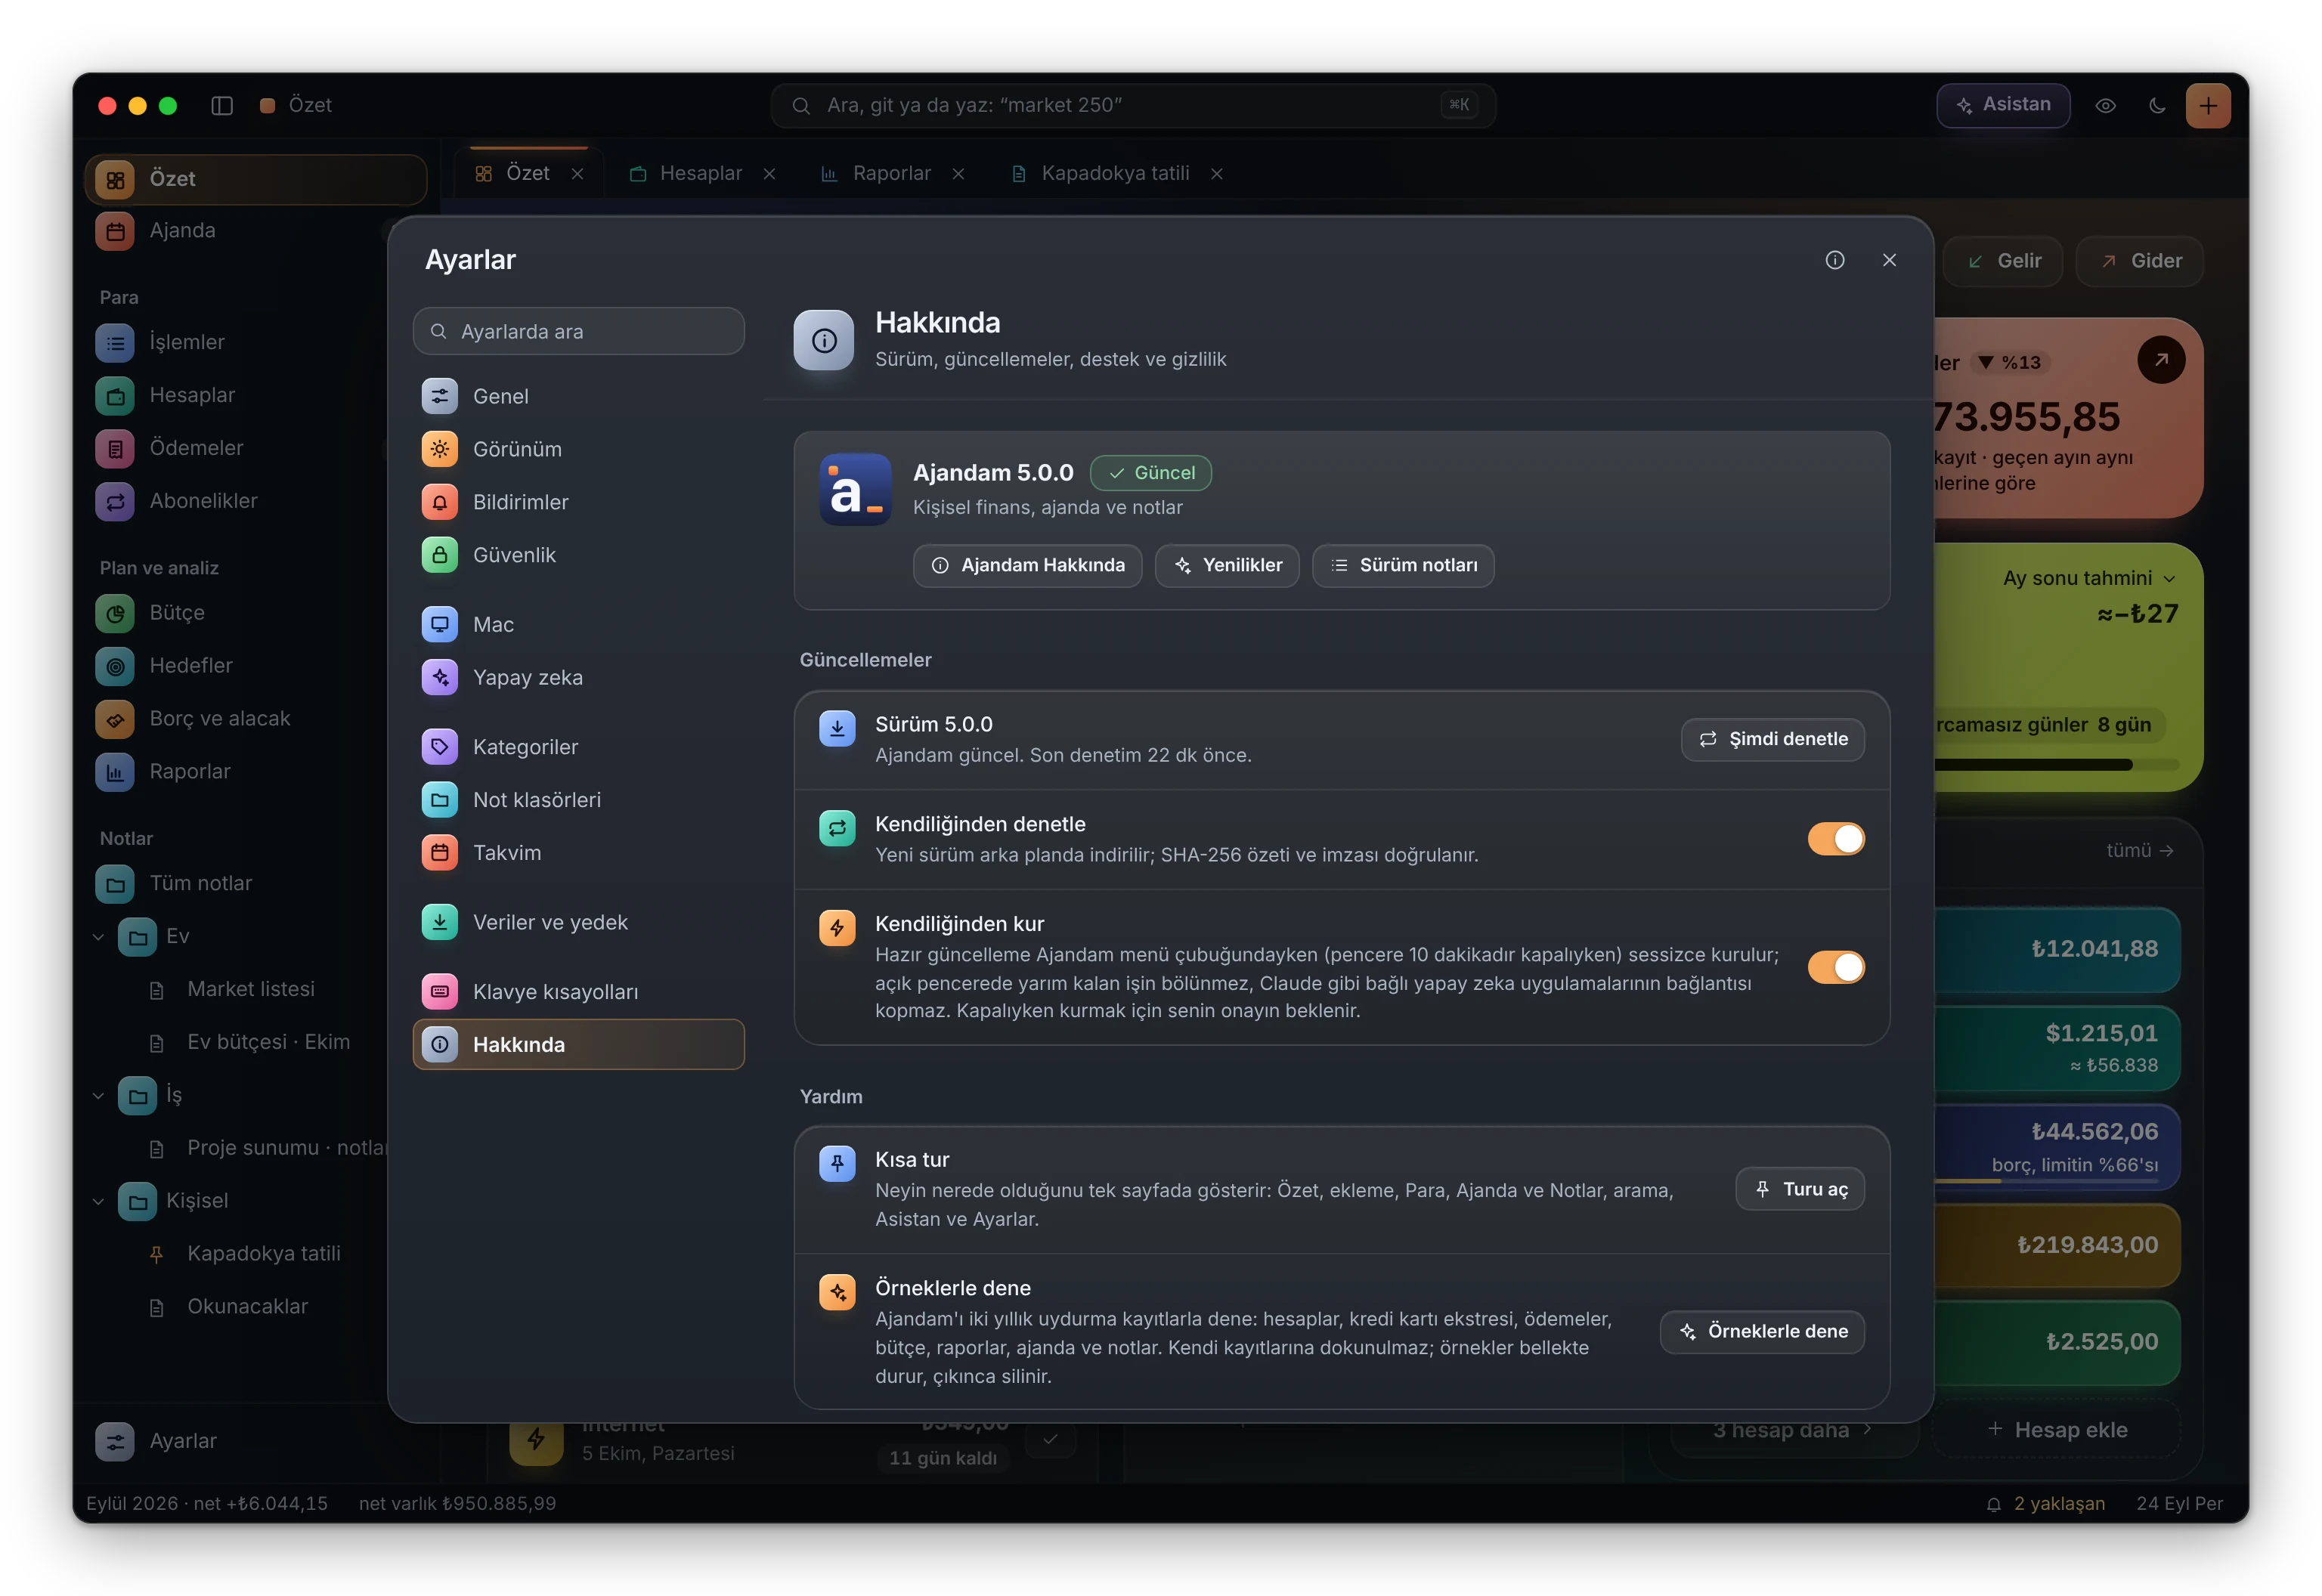 Özet
Ara, git ya da yaz: “market 250”
⌘K
Asistan
Özet
Ajanda
Para
İşlemler
Hesaplar
Ödemeler
Abonelikler
Plan ve analiz
Bütçe
Hedefler
Borç ve alacak
Raporlar
Notlar
Tüm notlar
Ev
Market listesi
Ev bütçesi · Ekim
İş
Proje sunumu · notlar
Kişisel
Kapadokya tatili
Okunacaklar
Ayarlar
Özet
Hesaplar
Raporlar
Kapadokya tatili
Ayarlar
Ayarlarda ara
Genel
Görünüm
Bildirimler
Güvenlik
Mac
Yapay zeka
Kategoriler
Not klasörleri
Takvim
Veriler ve yedek
Klavye kısayolları
Hakkında
Hakkında
Sürüm, güncellemeler, destek ve gizlilik
a_
Ajandam 5.0.0
Güncel
Kişisel finans, ajanda ve notlar
Ajandam Hakkında
Yenilikler
Sürüm notları
Güncellemeler
Sürüm 5.0.0
Ajandam güncel. Son denetim 22 dk önce.
Şimdi denetle
Kendiliğinden denetle
Yeni sürüm arka planda indirilir; SHA-256 özeti ve imzası doğrulanır.
Kendiliğinden kur
Hazır güncelleme Ajandam menü çubuğundayken (pencere 10 dakikadır kapalıyken) sessizce kurulur;
açık pencerede yarım kalan işin bölünmez, Claude gibi bağlı yapay zeka uygulamalarının bağlantısı
kopmaz. Kapalıyken kurmak için senin onayın beklenir.
Yardım
Kısa tur
Neyin nerede olduğunu tek sayfada gösterir: Özet, ekleme, Para, Ajanda ve Notlar, arama,
Asistan ve Ayarlar.
Turu aç
Örneklerle dene
Ajandam'ı iki yıllık uydurma kayıtlarla dene: hesaplar, kredi kartı ekstresi, ödemeler,
bütçe, raporlar, ajanda ve notlar. Kendi kayıtlarına dokunulmaz; örnekler bellekte
durur, çıkınca silinir.
Örneklerle dene
Gelir
Gider
ler
▼ %13
73.955,85
kayıt · geçen ayın aynı
nlerine göre
Ay sonu tahmini
≈−₺27
rcamasız günler 8 gün
tümü →
₺12.041,88
$1.215,01
≈ ₺56.838
₺44.562,06
borç, limitin %66'sı
₺219.843,00
₺2.525,00
İnternet
5 Ekim, Pazartesi
11 gün kaldı
3 hesap daha
Hesap ekle
Eylül 2026 · net +₺6.044,15
net varlık ₺950.885,99
2 yaklaşan
24 Eyl Per